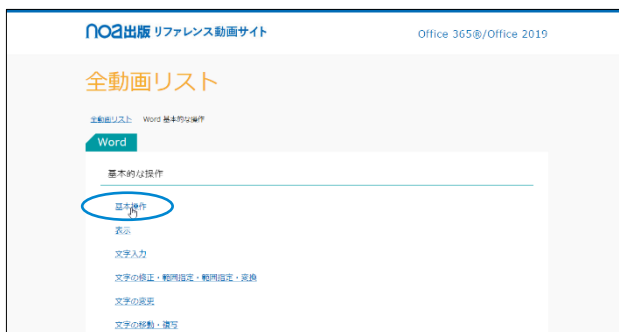 noa出版 リファレンス動画サイト
Office 365®/Office 2019
全動画リスト
全動画リスト Word 基本的な操作
Word
基本的な操作
基本操作
表示
文字入力
文字の修正・範囲指定・範囲指定・変換
文字の変更
文字の移動・複写